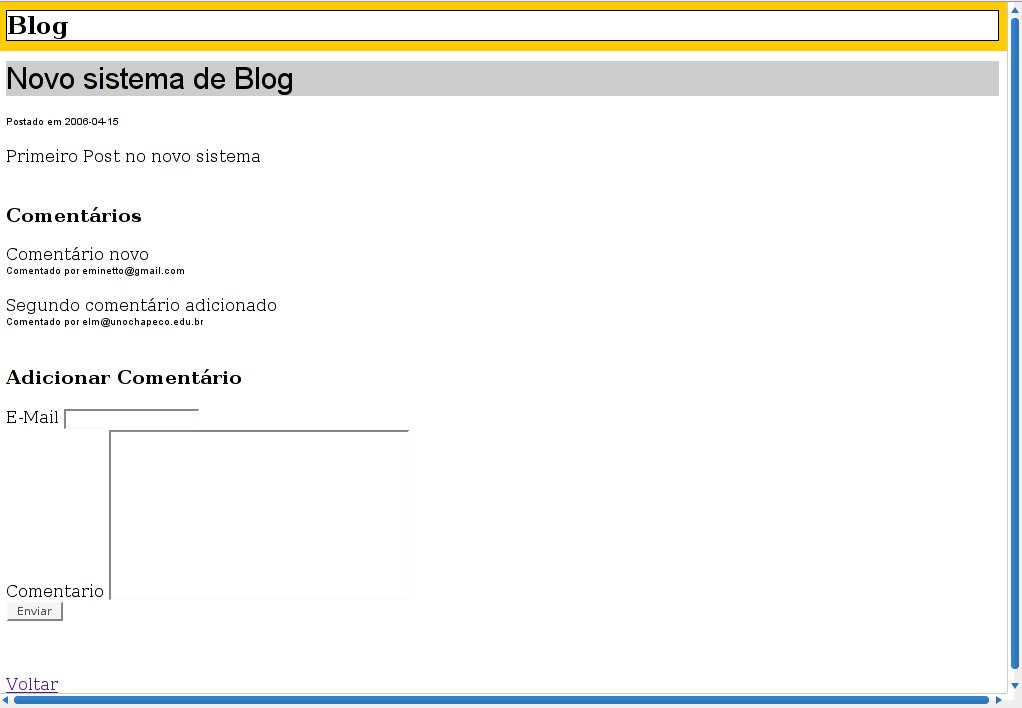 Blog
Novo sistema de Blog
Postado em 2006-04-15
Primeiro Post no novo sistema
Comentários
Comentário novo
Comentado por eminetto@gmail.com
Segundo comentário adicionado
Comentado por elm@unochapeco.edu.br
Adicionar Comentário
E-Mail
Comentario
Enviar
Voltar